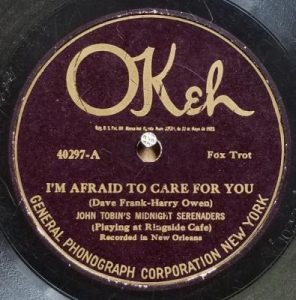 OKeh
40297-A Fox Trot
I'M AFRAID TO CARE FOR YOU
(Dave Frank-Harry Owen)
JOHN TOBIN'S MIDNIGHT SERENADERS
(Playing at Ringside Cafe)
Recorded in New Orleans
GENERAL PHONOGRAPH CORPORATION NEW YORK